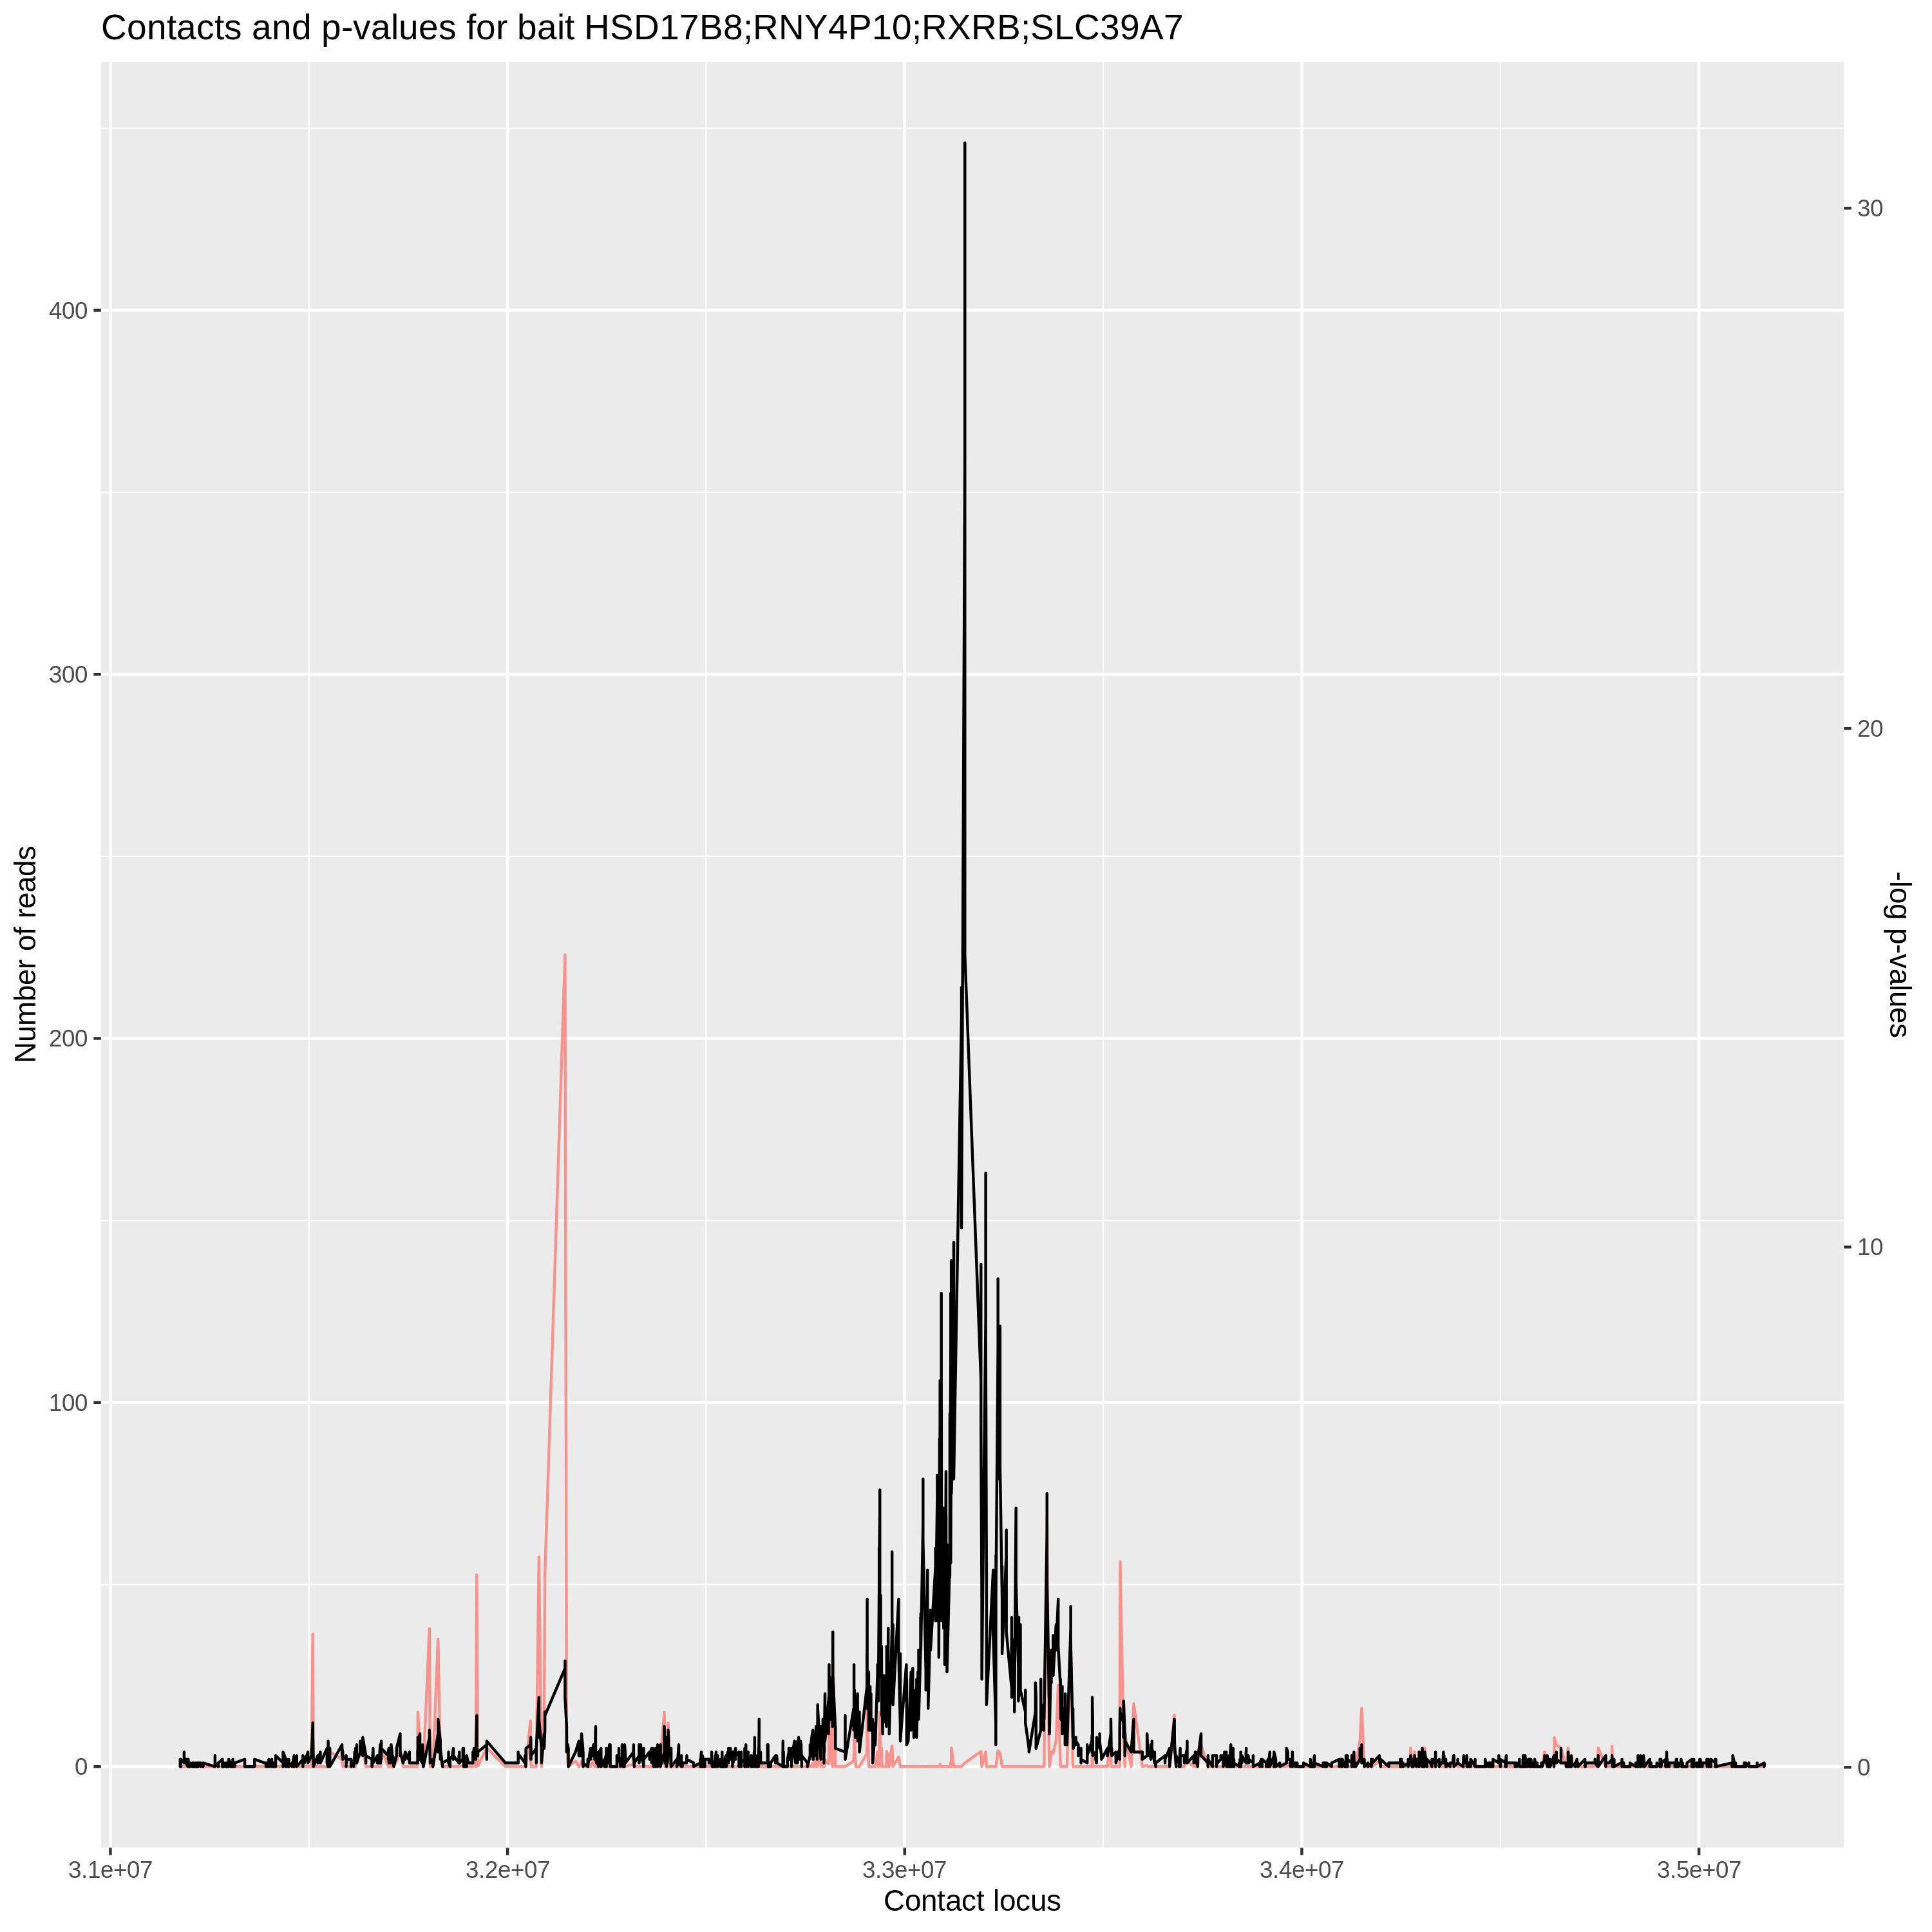 Contacts and p-values for bait HSD17B8;RNY4P10;RXRB;SLC39A7
Number of reads
400
300
200
100
0
30
20
10
0
-log p-values
3.1e+07
3.2e+07
3.3e+07
3.4e+07
3.5e+07
Contact locus